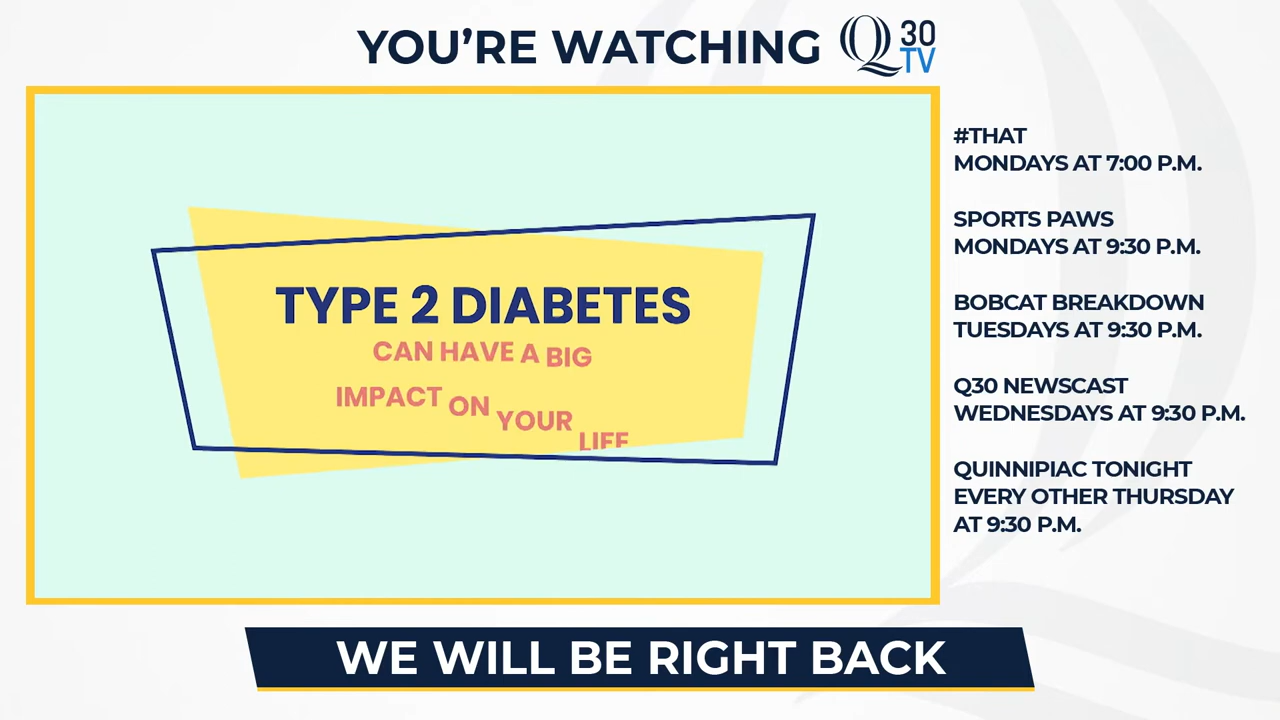 YOU'RE WATCHING Q 30 TV
TYPE 2 DIABETES
CAN HAVE A BIG
IMPACT ON YOUR
LIFE
#THAT
MONDAYS AT 7:00 P.M.
SPORTS PAWS
MONDAYS AT 9:30 P.M.
BOBCAT BREAKDOWN
TUESDAYS AT 9:30 P.M.
Q30 NEWSCAST
WEDNESDAYS AT 9:30 P.M.
QUINNIPIAC TONIGHT
EVERY OTHER THURSDAY
AT 9:30 P.M.
WE WILL BE RIGHT BACK